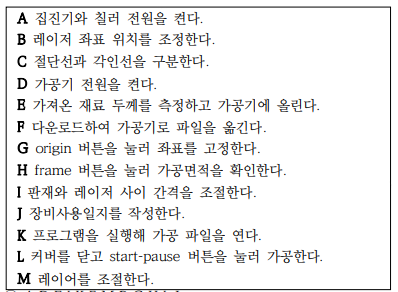 A 집진기와 칠러 전원을 켠다.
B 레이저 좌표 위치를 조정한다.
C 절단선과 각인선을 구분한다.
D 가공기 전원을 켠다.
E 가져온 재료 두께를 측정하고 가공기에 올린다.
F 다운로드하여 가공기로 파일을 옮긴다.
G origin 버튼을 눌러 좌표를 고정한다.
H frame 버튼을 눌러 가공면적을 확인한다.
I 판재와 레이저 사이 간격을 조절한다.
J 장비사용일지를 작성한다.
K 프로그램을 실행해 가공 파일을 연다.
L 커버를 닫고 start-pause 버튼을 눌러 가공한다.
M 레이어를 조절한다.